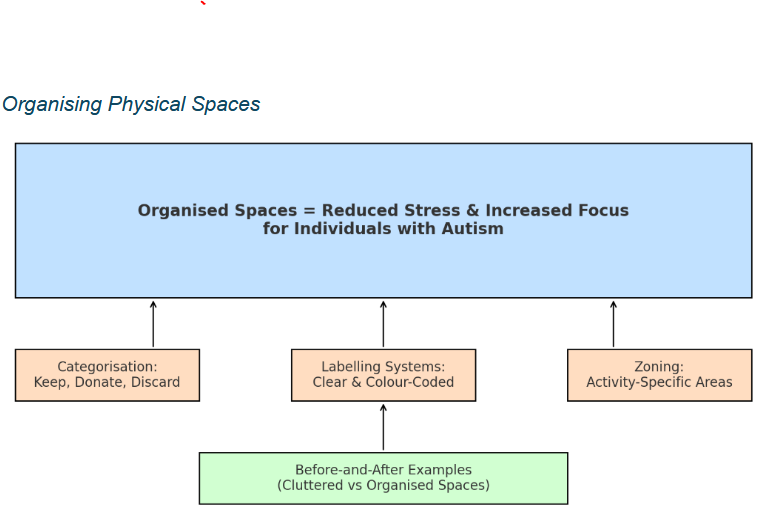 Organising Physical Spaces
Organised Spaces = Reduced Stress & Increased Focus
for Individuals with Autism
Categorisation:
Keep, Donate, Discard
Labelling Systems:
Clear & Colour-Coded
Zoning:
Activity-Specific Areas
Before-and-After Examples
(Cluttered vs Organised Spaces)